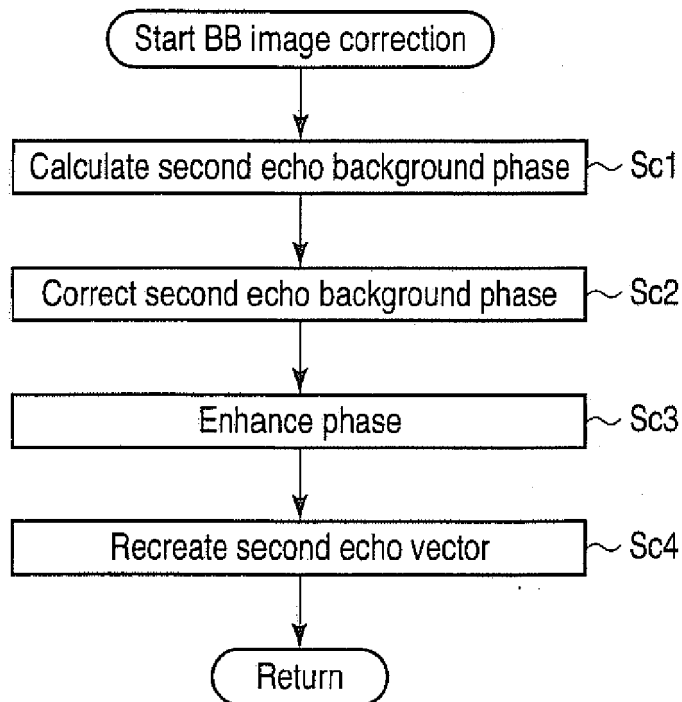 Start BB image correction
Calculate second echo background phase
Sc1
Correct second echo background phase
Sc2
Enhance phase
Sc3
Recreate second echo vector
Sc4
Return